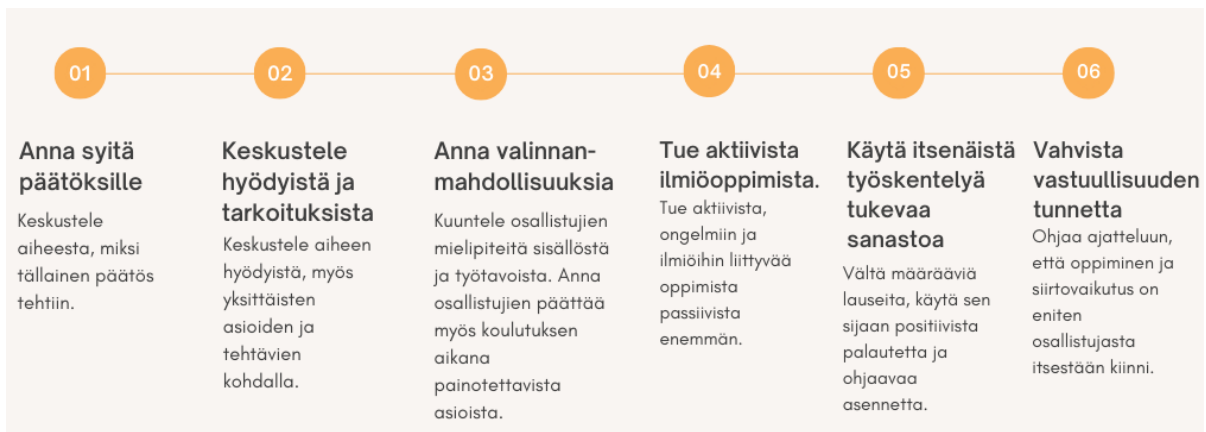 01
Anna syitä
päätöksille
Keskustele
aiheesta, miksi
tällainen päätös
tehtiin.
02
Keskustele
hyödyistä ja
tarkoituksista
Keskustele aiheen
hyödyistä, myös
yksittäisten
asioiden ja
tehtävien
kohdalla.
03
Anna valinnan-
mahdollisuuksia
Kuuntele osallistujien
mielipiteitä sisällöstä
ja työtavoista. Anna
osallistujien päättää
myös koulutuksen
aikana
painotettavista
asioista.
04
Tue aktiivista
ilmiöoppimista.
Tue aktiivista,
ongelmiin ja
ilmiöihin liittyvää
oppimista
passiivista
enemmän.
05
Käytä itsenäistä
työskentelyä
tukevaa
sanastoa
Vältä määrääviä
lauseita, käytä sen
sijaan positiivista
palautetta ja
ohjaavaa
asennetta.
06
Vahvista
vastuullisuuden
tunnetta
Ohjaa ajatteluun,
että oppiminen ja
siirtovaikutus on
eniten
osallistujasta
itsestään kiinni.